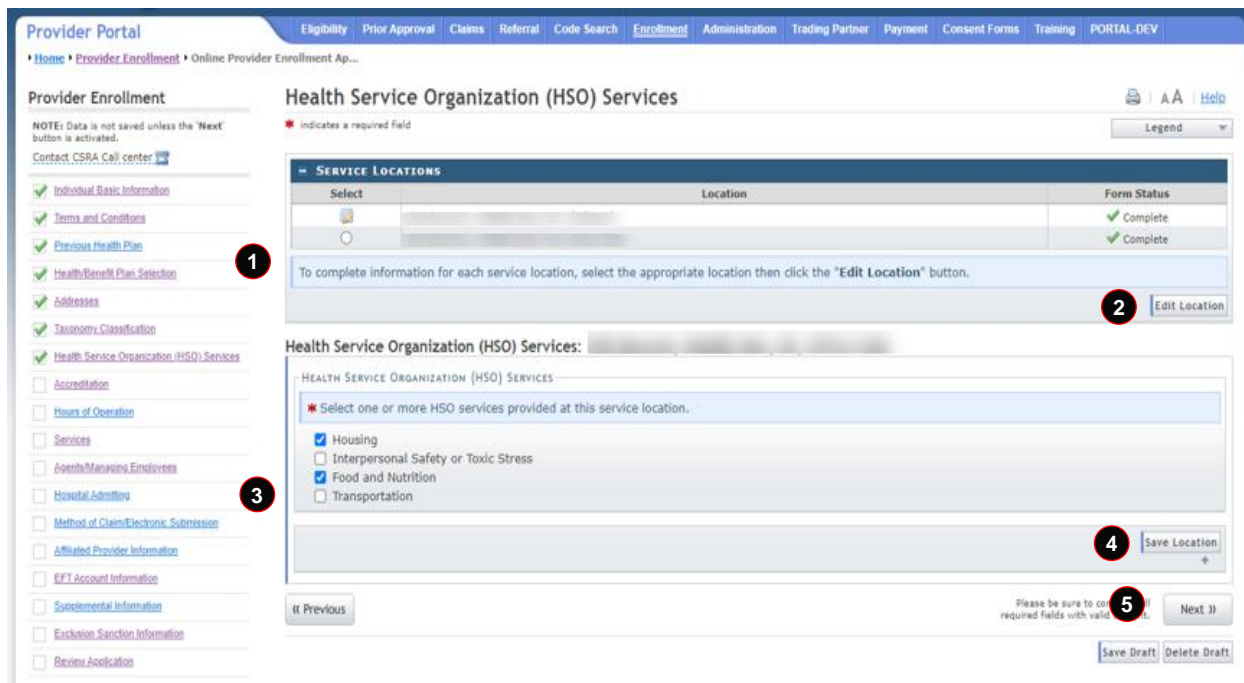 Provider Portal
Eligibility Prior Approval Claims Referral Code Search Enrollment Administration Trading Partner Payment Consent Forms Training PORTAL-DEV
Home Provider Enrollment Online Provider Enrollment Ap...
Provider Enrollment
NOTE: Data is not saved unless the 'Next'
button is activated.
Contact CSRA Call center
Individual Basic Information
Terms and Conditions
Previous Health Plan
Health/Benefit Plan Selection
Addresses
Taxonomy Classification
Health Service Organization (HSO) Services
Accreditation
Hours of Operation
Services
Agents/Managing Employees
Hospital Admitting
Method of Claim/Electronic Submission
Affiliated Provider Information
EFT Account Information
Supplemental Information
Exclusion Sanction Information
Review Application
Health Service Organization (HSO) Services
AA Help
* indicates a required field
Legend
SERVICE LOCATIONS
Select Location Form Status
Complete
Complete
1
To complete information for each service location, select the appropriate location then click the "Edit Location" button.
2 Edit Location
Health Service Organization (HSO) Services:
HEALTH SERVICE ORGANIZATION (HSO) SERVICES
* Select one or more HSO services provided at this service location.
Housing
Interpersonal Safety or Toxic Stress
Food and Nutrition
3
Transportation
4 Save Location
« Previous
Please be sure to
required fields with valid
5
Next »
Save Draft Delete Draft